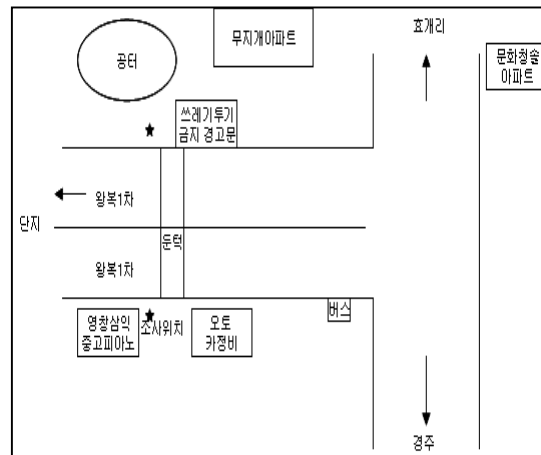 무지개아파트
효개리
공터
문화청솔
아파트
쓰레기투기
금지 경고문
왕복1차
단지
둔턱
왕복1차
버스
영창삼익
중고피아노
조사위치
오토
카정비
경주